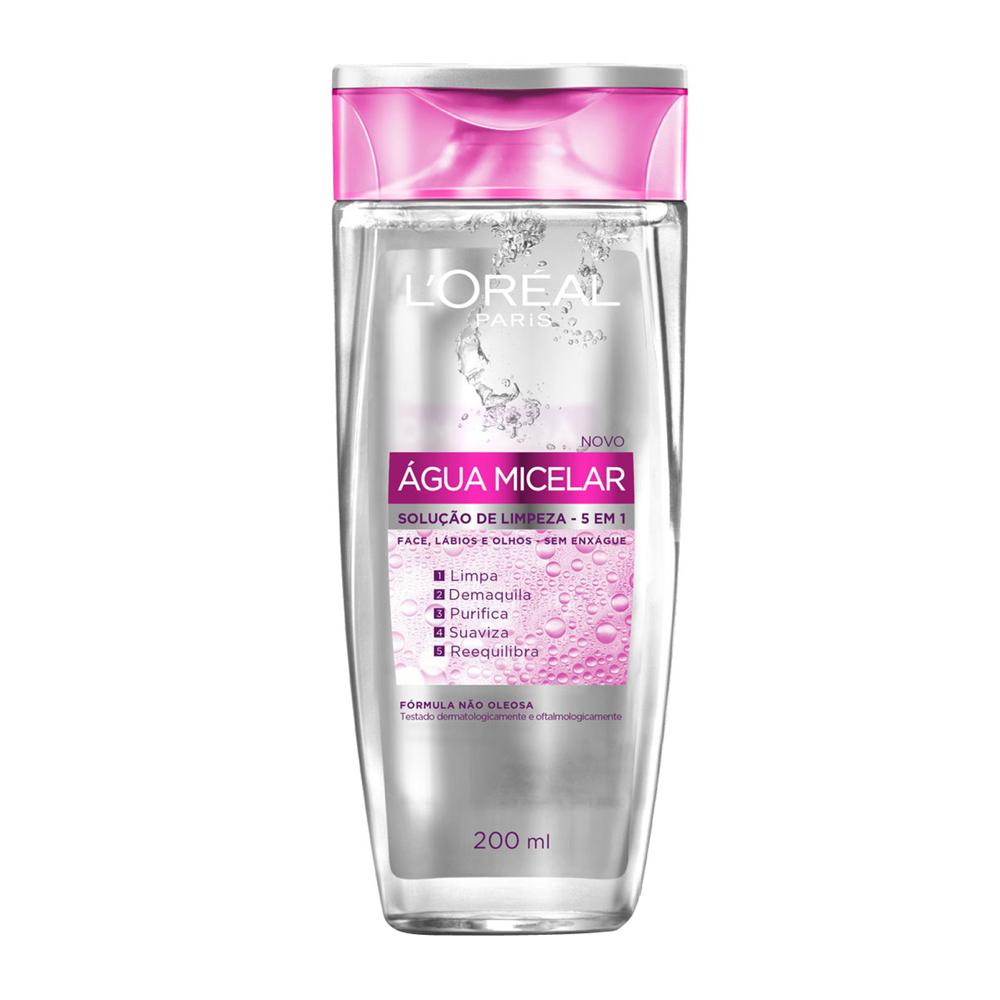 L'ORÉAL
PARIS
NOVO
ÁGUA MICELAR
SOLUÇÃO DE LIMPEZA - 5 EM 1
FACE, LÁBIOS E OLHOS - SEM ENXÁGUE
1 Limpa
2 Demaquila
3 Purifica
4 Suaviza
5 Reequilibra
FÓRMULA NÃO OLEOSA
Testado dermatologicamente e oftalmologicamente
200 ml